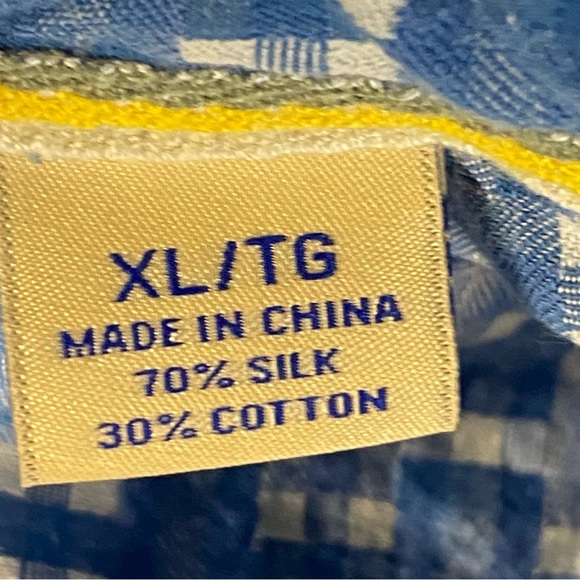 XL/TG
MADE IN CHINA
70% SILK
30% COTTON